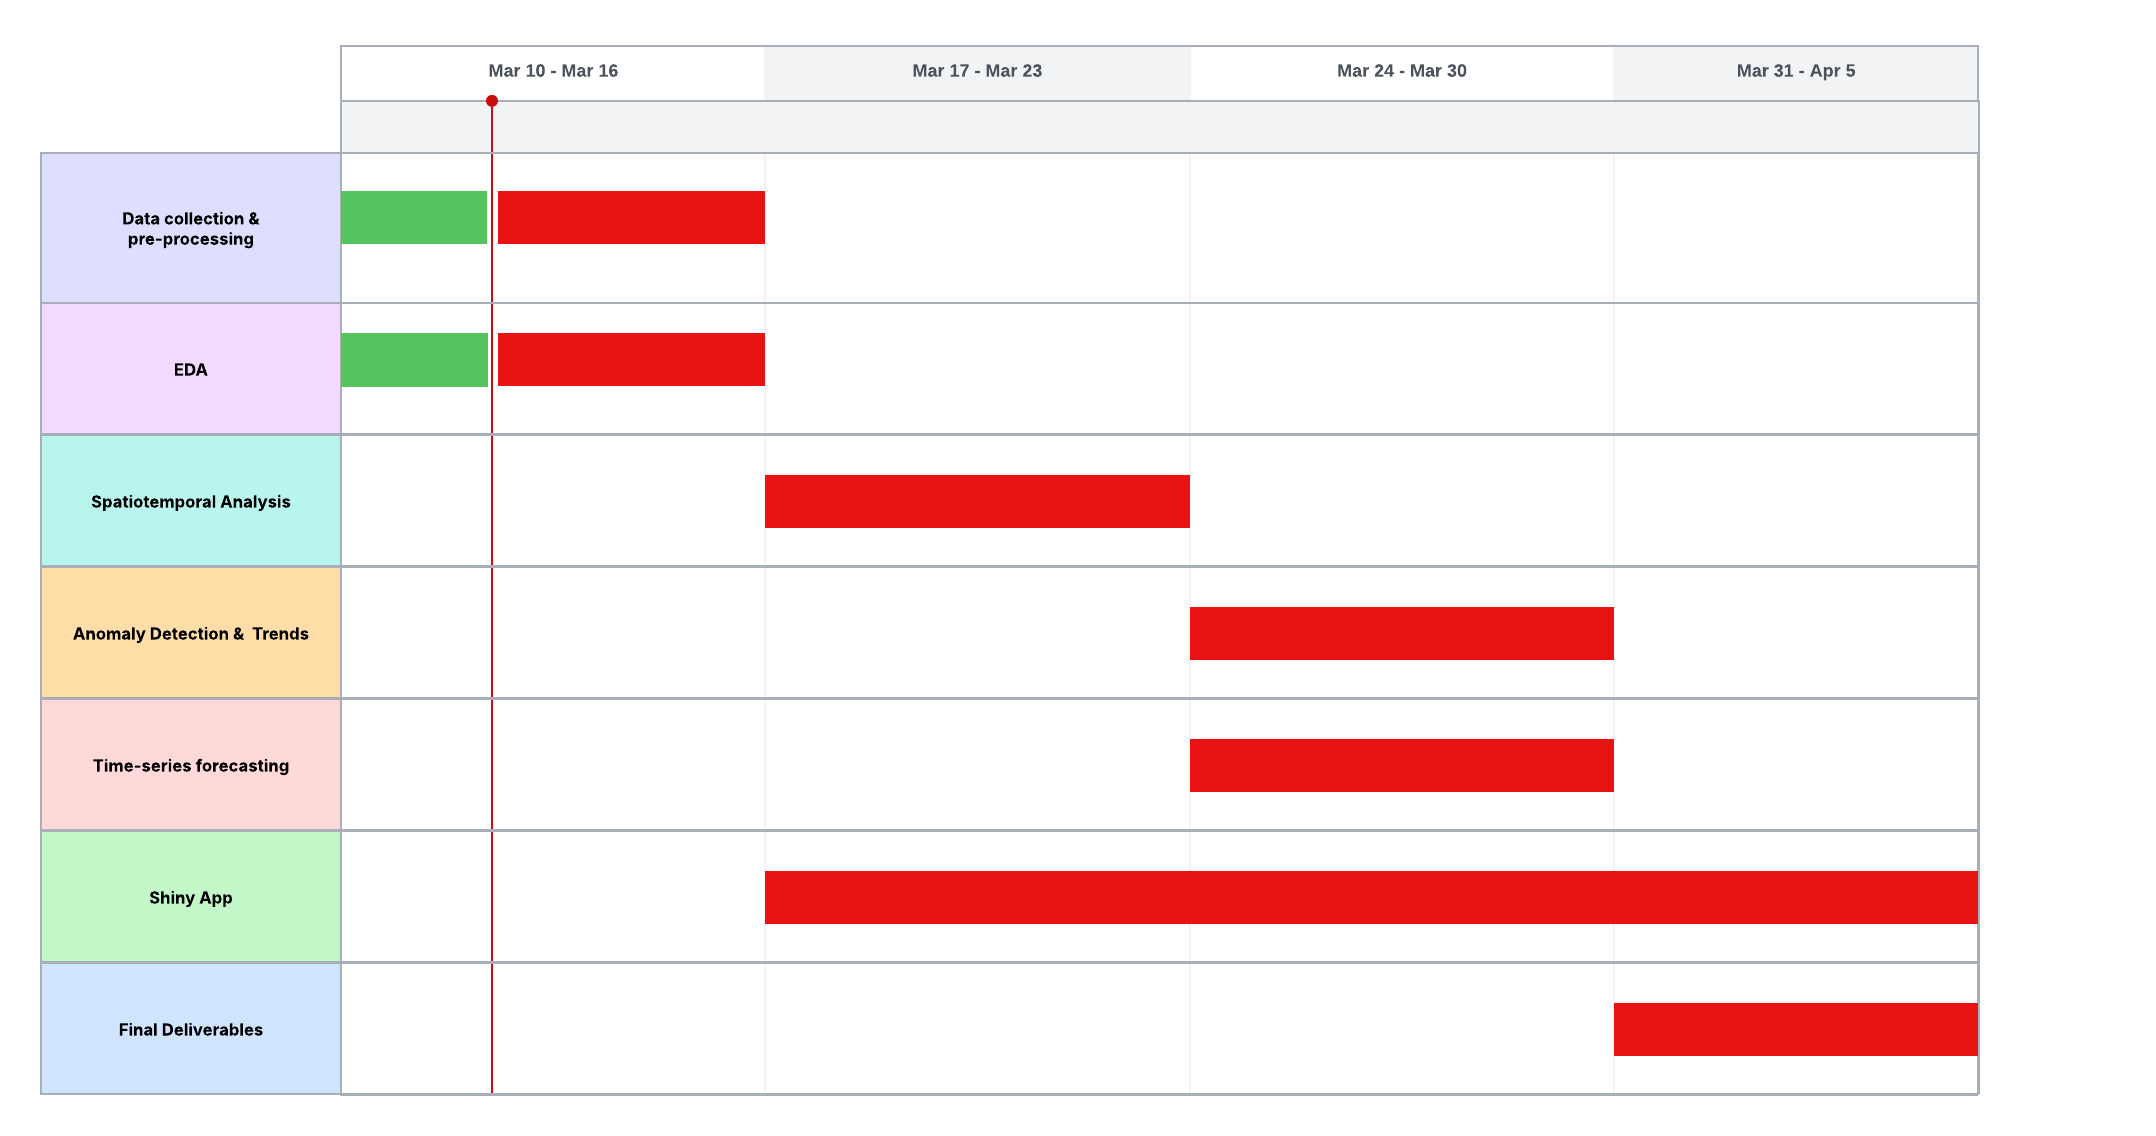 Mar 10 - Mar 16
Mar 17 - Mar 23
Mar 24 - Mar 30
Mar 31 - Apr 5
Data collection &
pre-processing
EDA
Spatiotemporal Analysis
Anomaly Detection &  Trends
Time-series forecasting
Shiny App
Final Deliverables